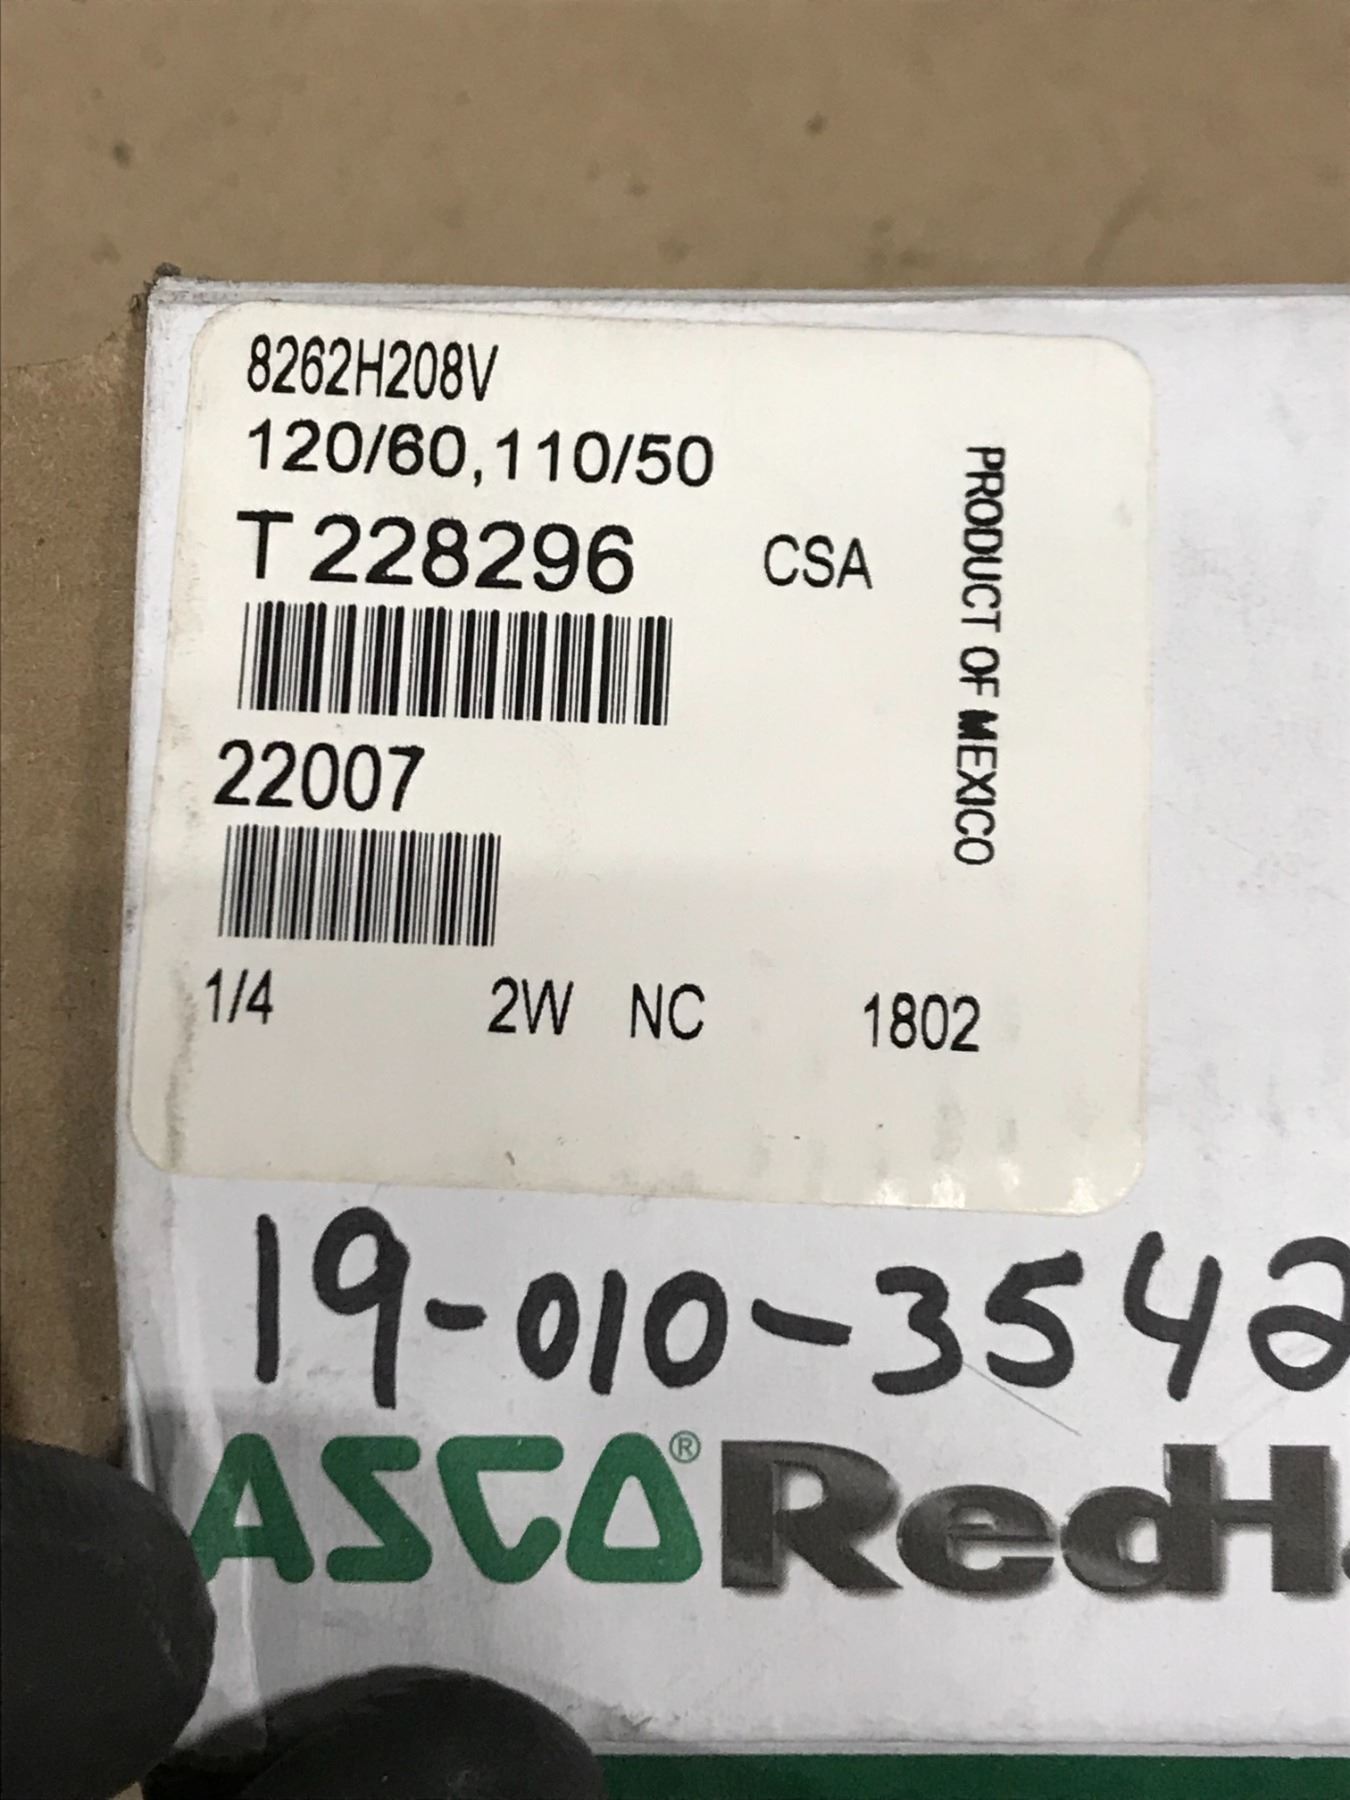 8262H208V
120/60,110/50
T 228296 CSA
PRODUCT OF MEXICO
22007
1/4 2W NC 1802
19-010-3542
ASCO® RedH